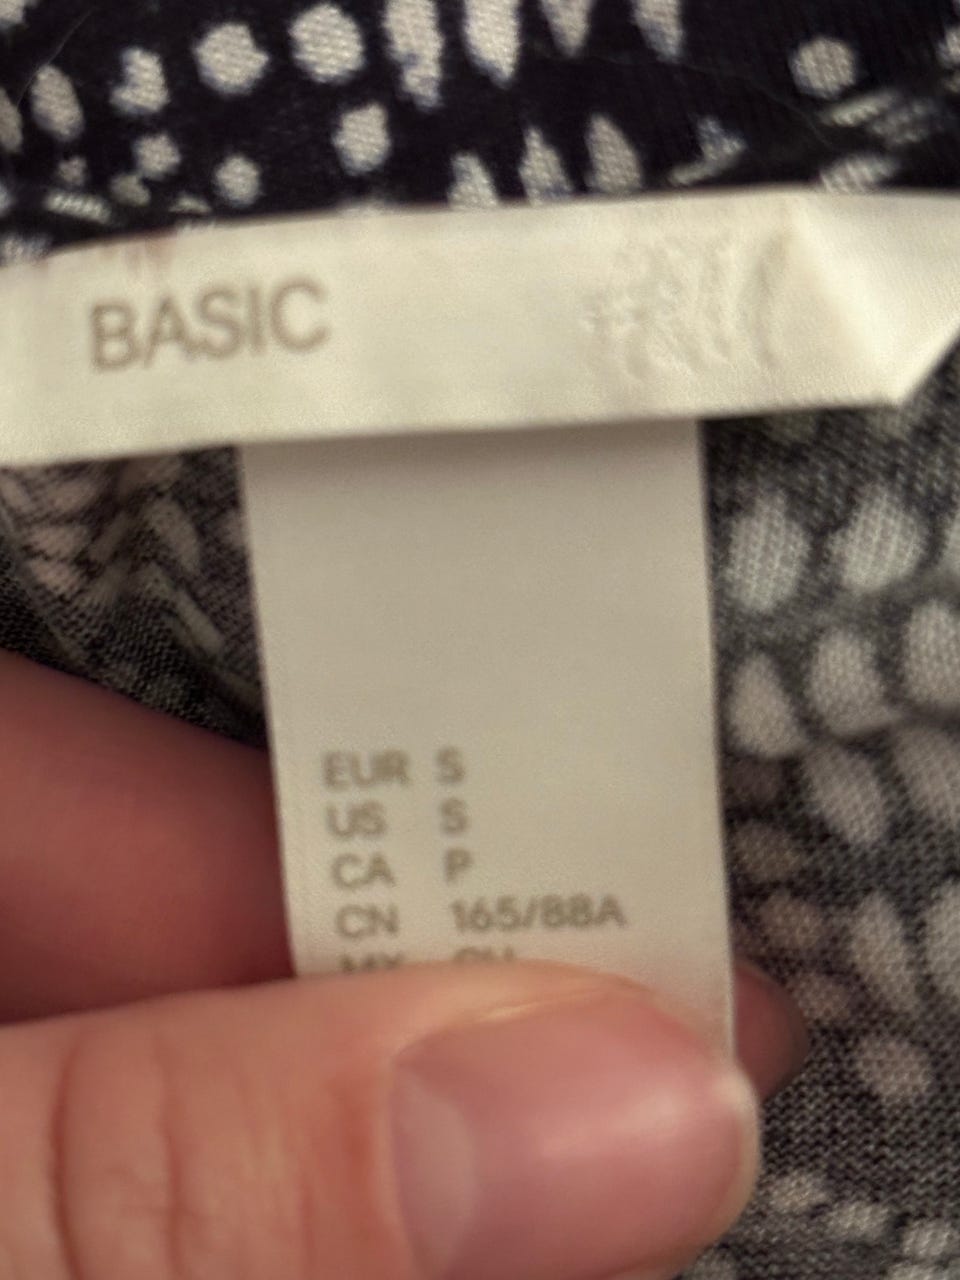 BASIC
EUR S
US S
CA P
CN 165/88A